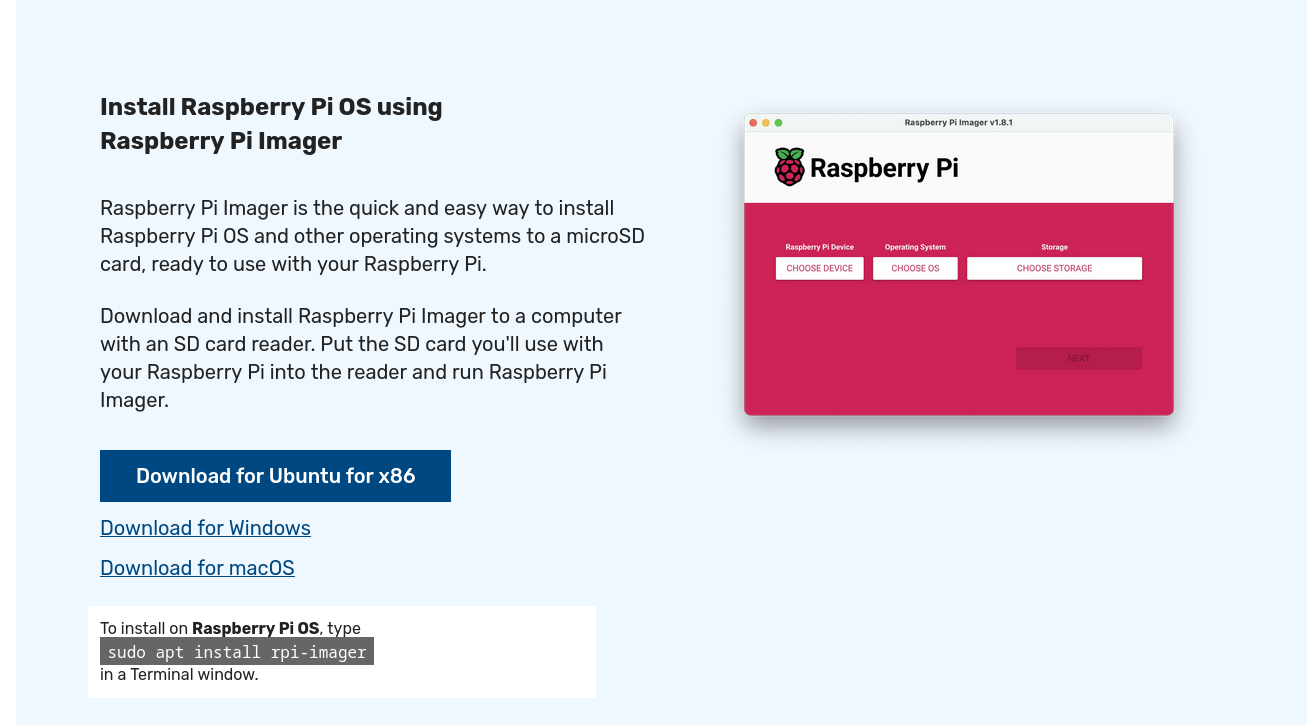 Install Raspberry Pi OS using
Raspberry Pi Imager
Raspberry Pi Imager is the quick and easy way to install
Raspberry Pi OS and other operating systems to a microSD
card, ready to use with your Raspberry Pi.
Download and install Raspberry Pi Imager to a computer
with an SD card reader. Put the SD card you'll use with
your Raspberry Pi into the reader and run Raspberry Pi
Imager.
Download for Ubuntu for x86
Download for Windows
Download for macOS
To install on Raspberry Pi OS, type
sudo apt install rpi-imager
in a Terminal window.
Raspberry Pi Imager v1.8.1
Raspberry Pi
Raspberry Pi Device Operating System Storage
CHOOSE DEVICE CHOOSE OS CHOOSE STORAGE
NEXT